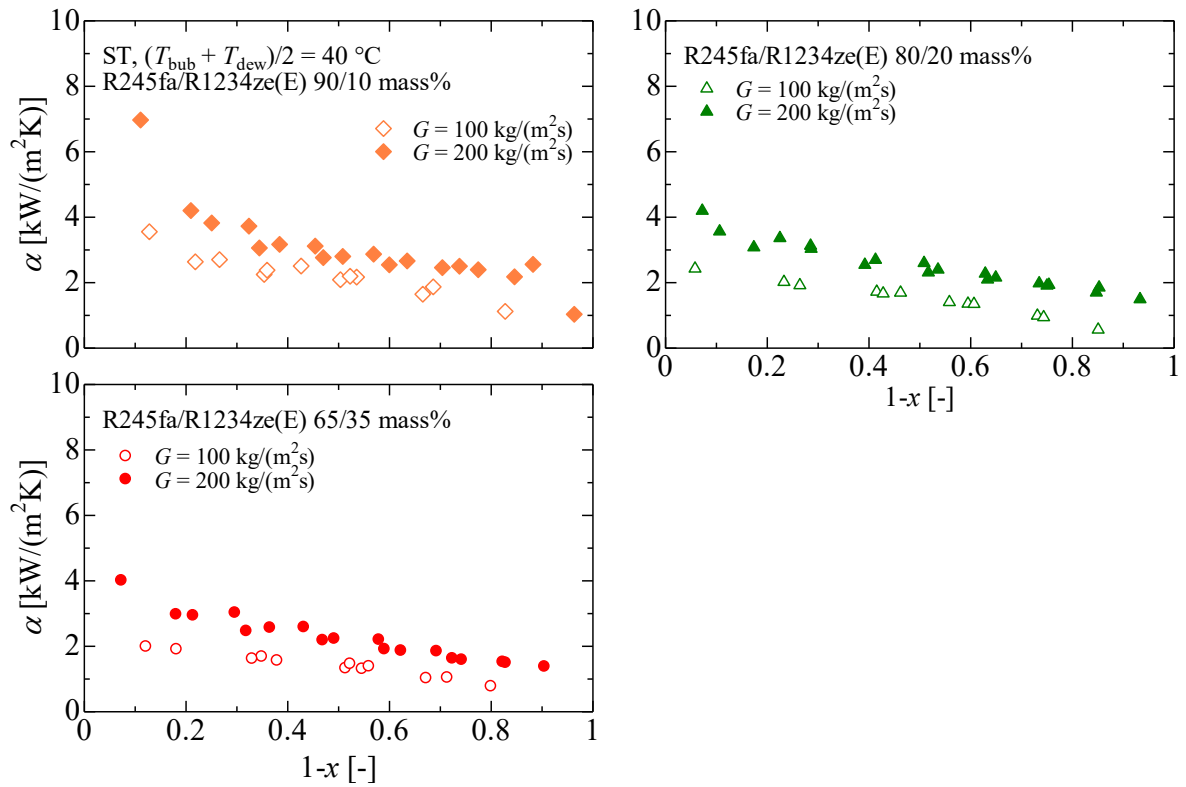 10
8
6
4
2
0
α [kW/(m²K)]
ST, (T_bub + T_dew)/2 = 40 °C
R245fa/R1234ze(E) 90/10 mass%
G = 100 kg/(m²s)
G = 200 kg/(m²s)
10
8
6
4
2
0
R245fa/R1234ze(E) 80/20 mass%
G = 100 kg/(m²s)
G = 200 kg/(m²s)
0 0.2 0.4 0.6 0.8 1
1-x [-]
10
8
6
4
2
0
α [kW/(m²K)]
R245fa/R1234ze(E) 65/35 mass%
G = 100 kg/(m²s)
G = 200 kg/(m²s)
0 0.2 0.4 0.6 0.8 1
1-x [-]